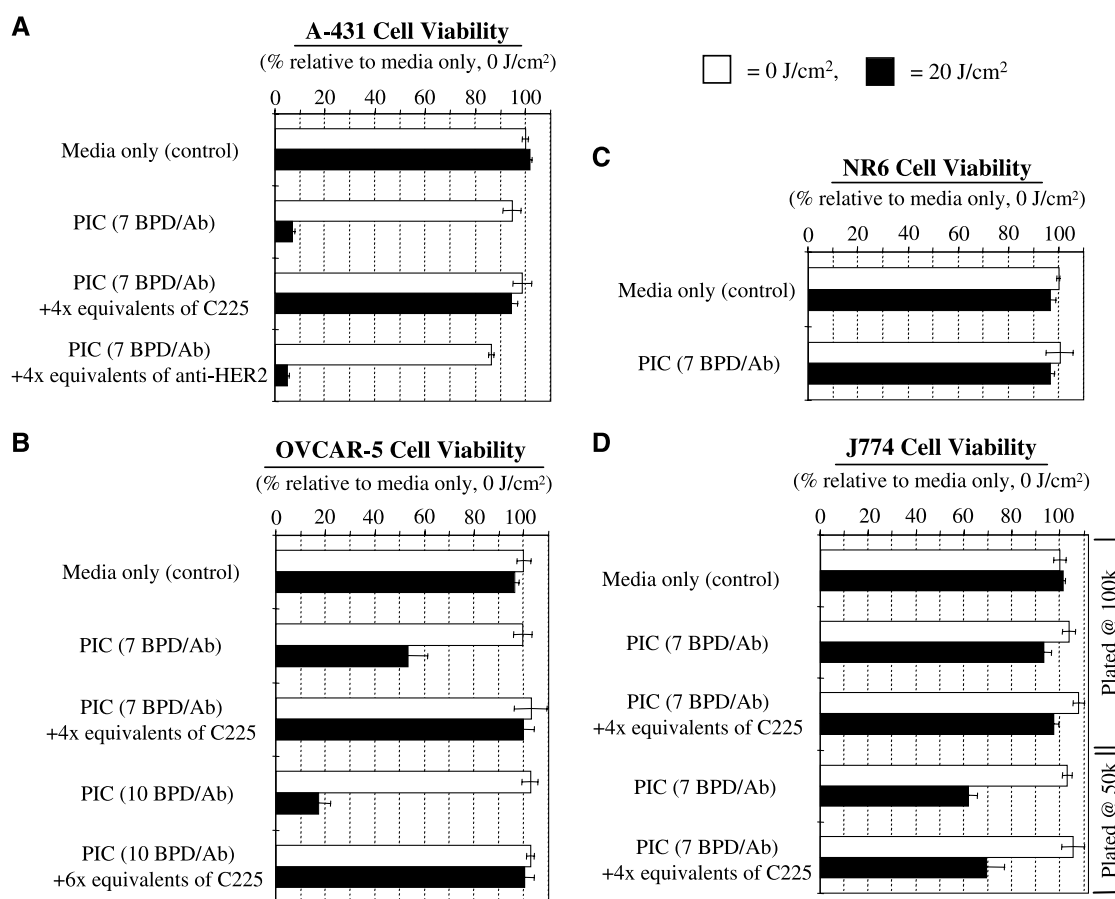 A
A-431 Cell Viability
(% relative to media only, 0 J/cm²)
0 20 40 60 80 100
Media only (control)
PIC (7 BPD/Ab)
PIC (7 BPD/Ab)
+4x equivalents of C225
PIC (7 BPD/Ab)
+4x equivalents of anti-HER2
= 0 J/cm², = 20 J/cm²
B
OVCAR-5 Cell Viability
(% relative to media only, 0 J/cm²)
0 20 40 60 80 100
Media only (control)
PIC (7 BPD/Ab)
PIC (7 BPD/Ab)
+4x equivalents of C225
PIC (10 BPD/Ab)
PIC (10 BPD/Ab)
+6x equivalents of C225
C
NR6 Cell Viability
(% relative to media only, 0 J/cm²)
0 20 40 60 80 100
Media only (control)
PIC (7 BPD/Ab)
D
J774 Cell Viability
(% relative to media only, 0 J/cm²)
0 20 40 60 80 100
Media only (control)
PIC (7 BPD/Ab)
PIC (7 BPD/Ab)
+4x equivalents of C225
PIC (7 BPD/Ab)
PIC (7 BPD/Ab)
+4x equivalents of C225
Plated @ 100k
Plated @ 50k